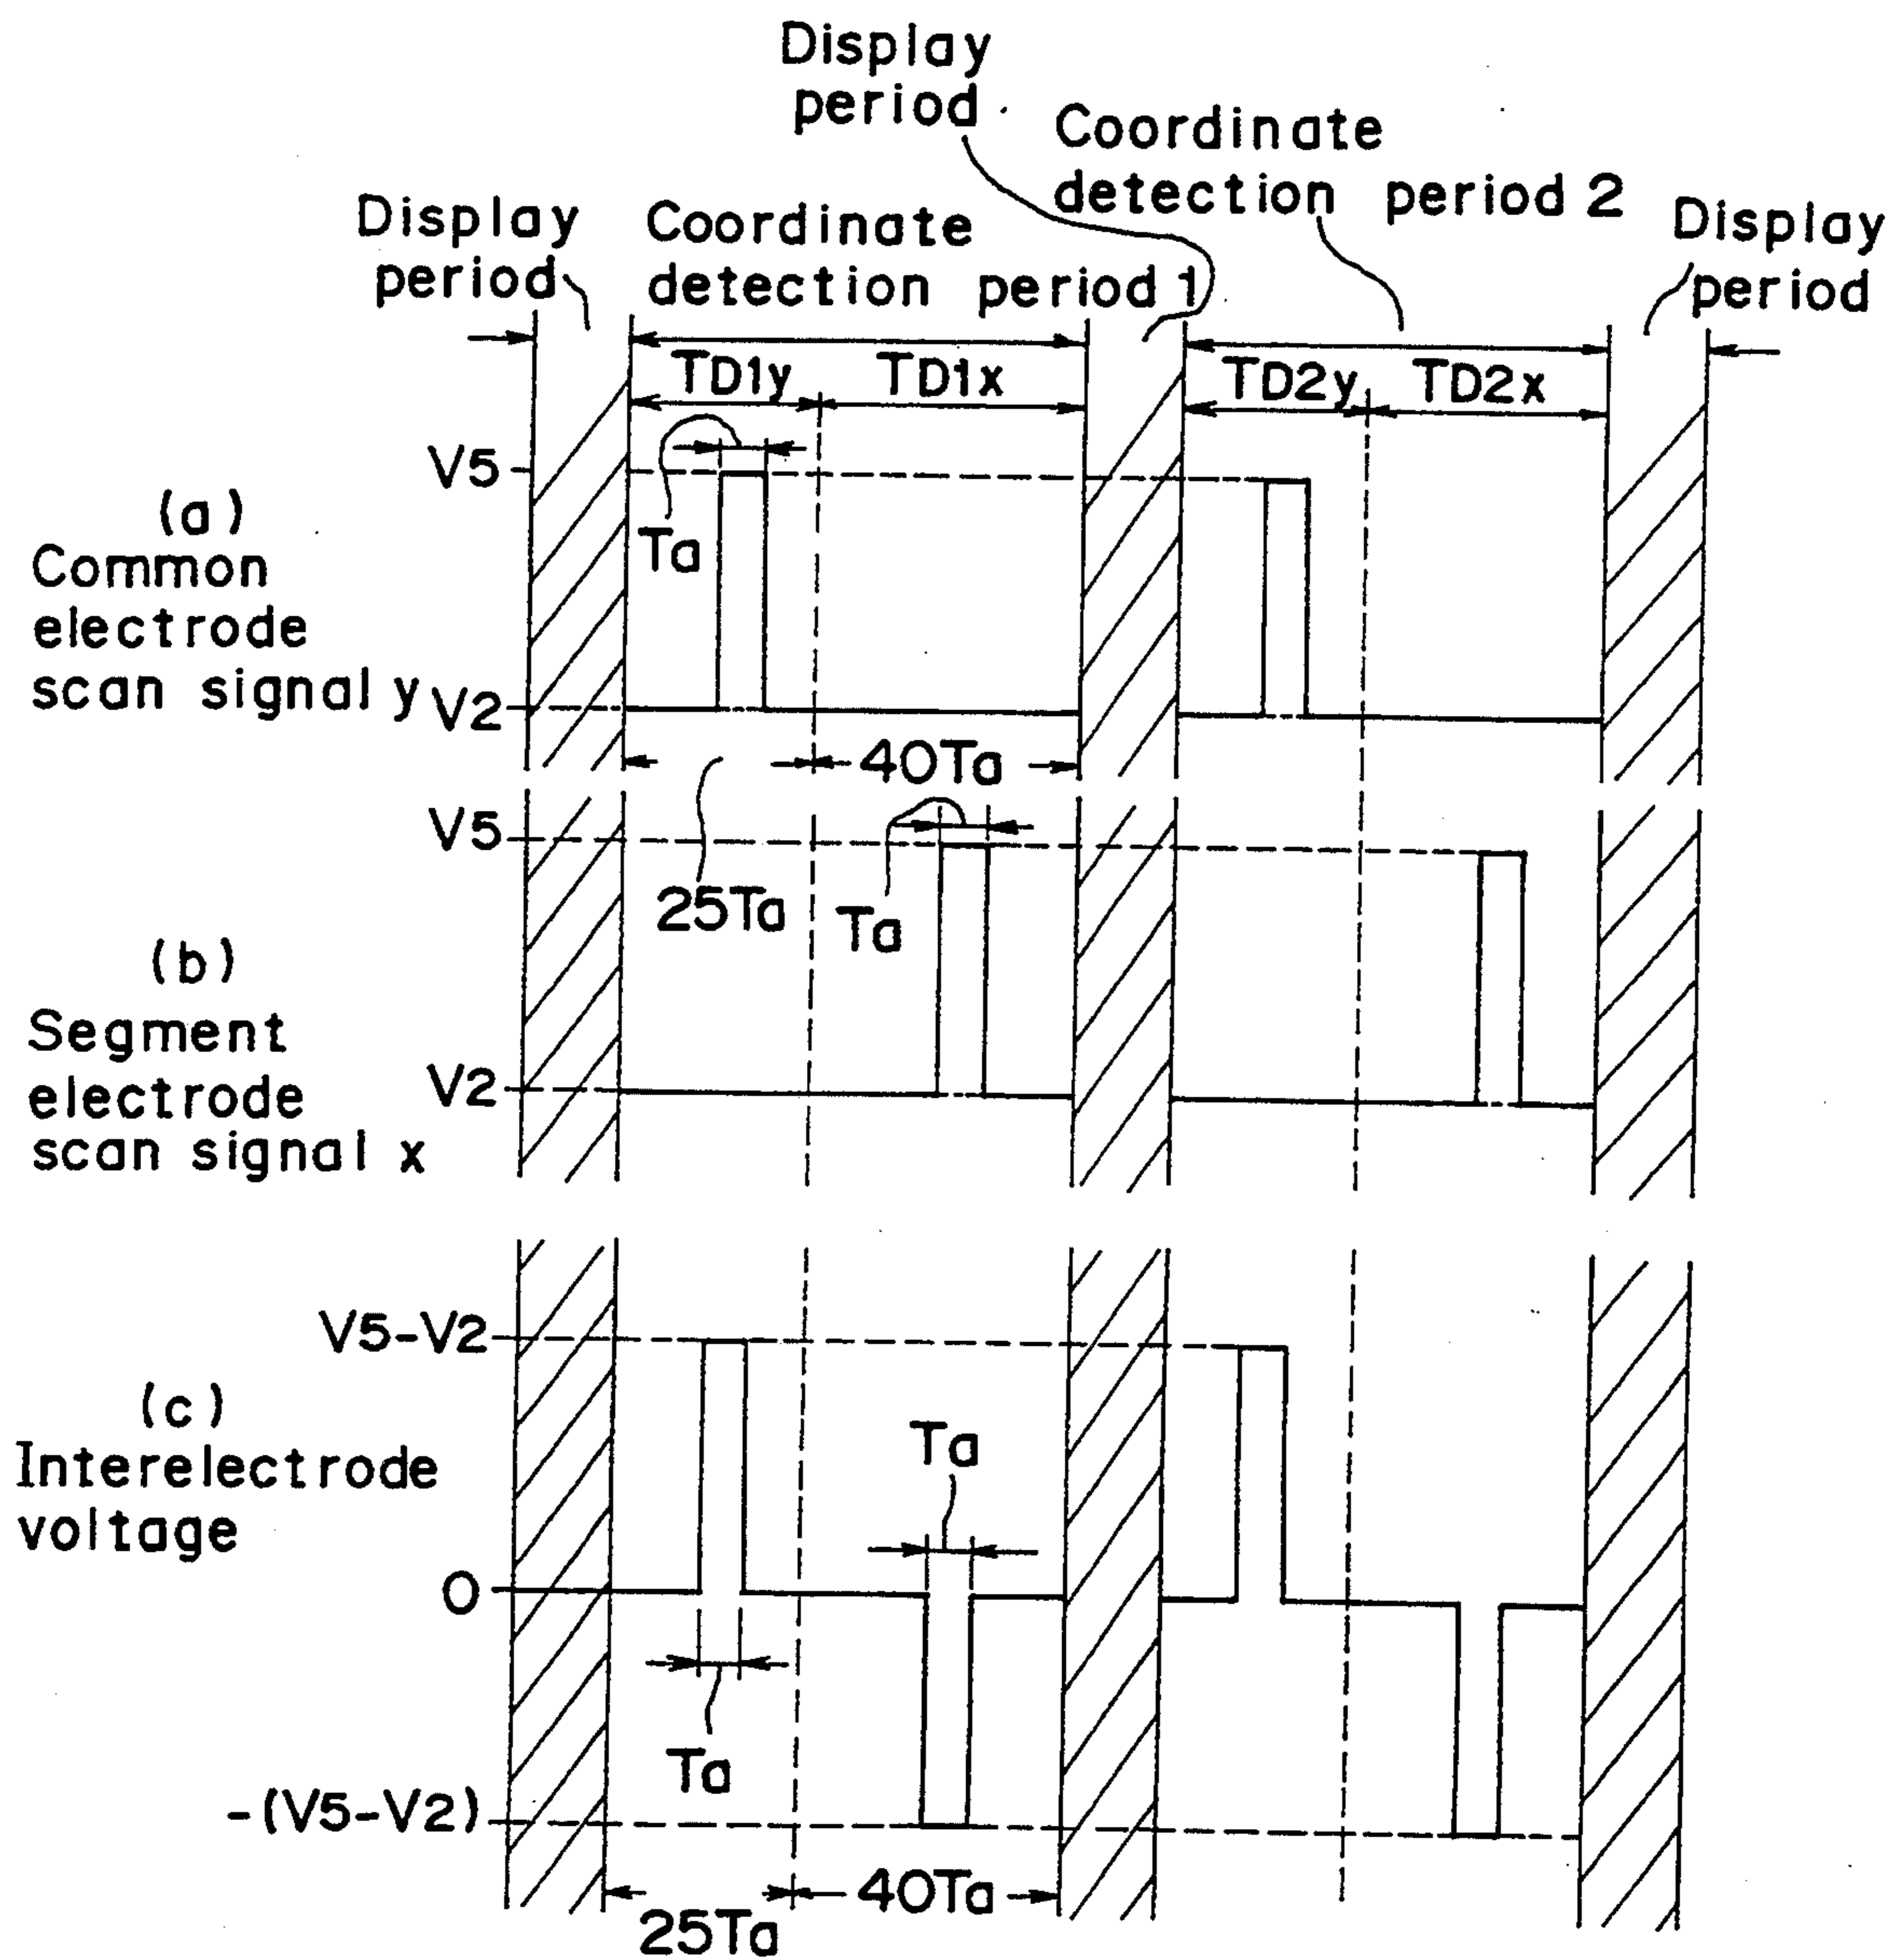 Display
period
Coordinate
detection period 2
Display
period
Coordinate
detection period 1
Display
period
TD1y
TD1x
TD2y
TD2x
V5
Ta
(a)
Common
electrode
scan signal y
V2
40Ta
V5
25Ta
Ta
(b)
Segment
electrode
scan signal x
V2
V5-V2
(c)
Interelectrode
voltage
Ta
0
Ta
-(V5-V2)
40Ta
25Ta